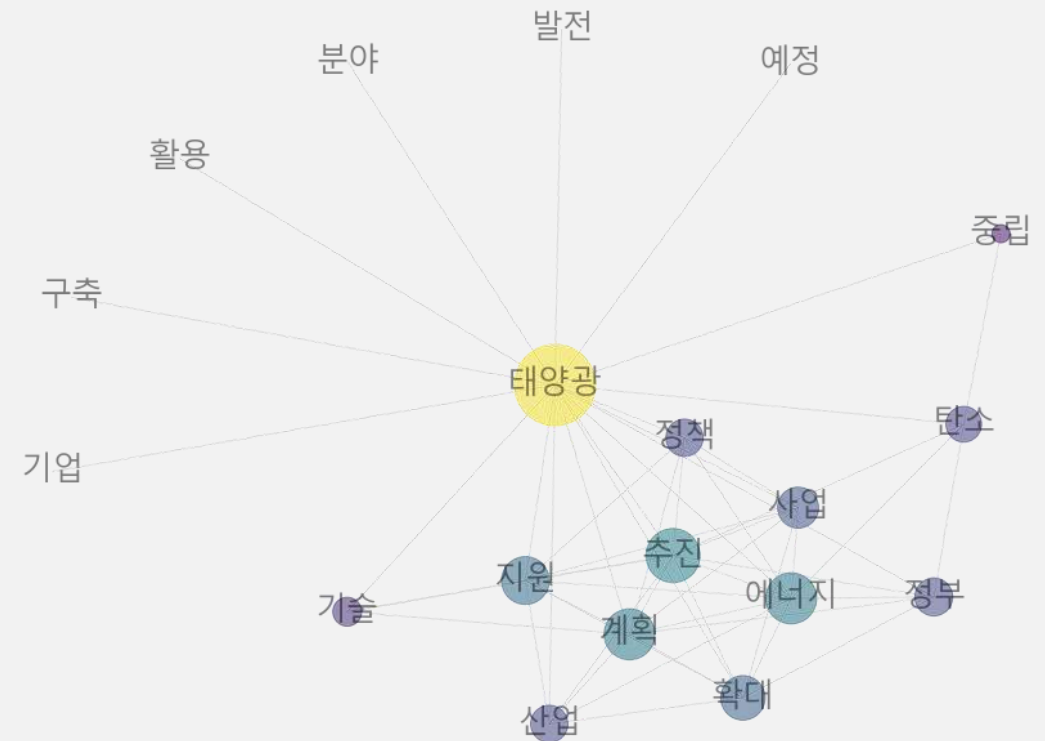 발전
분야
예정
활용
중립
구축
태양광
탄소
정책
기업
사업
추진
지원
에너지
정부
기술
계획
확대
산업